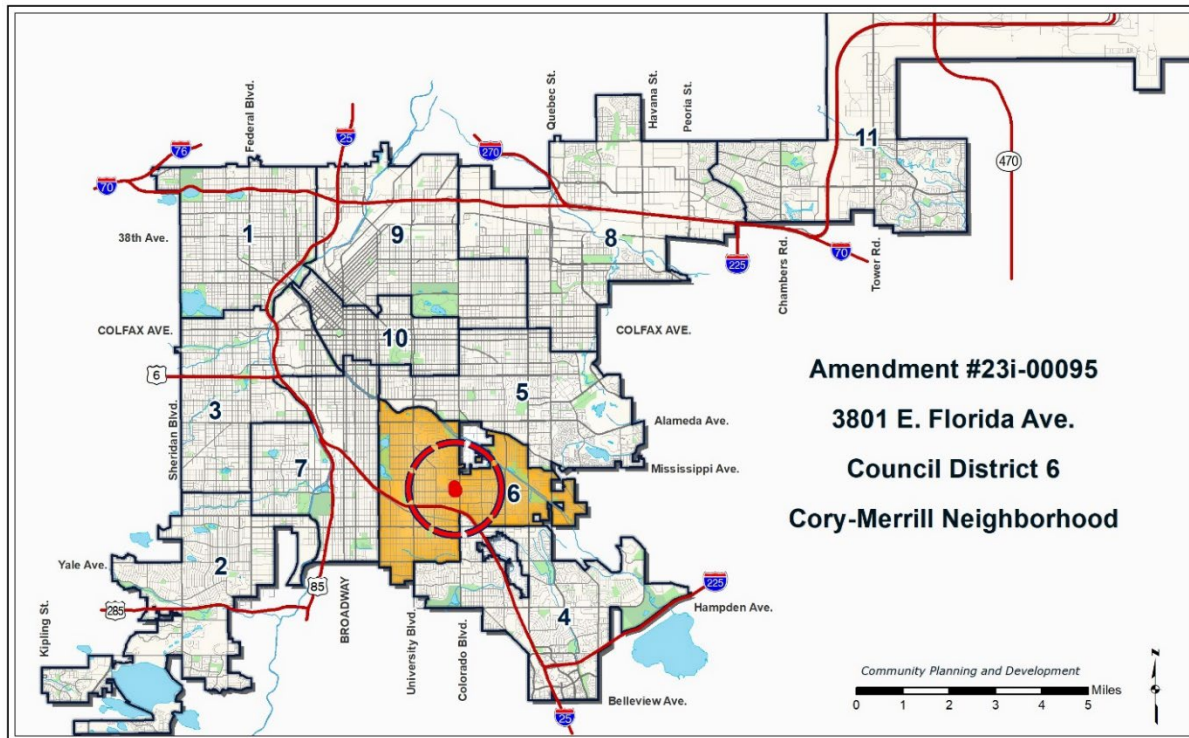 Federal Blvd.
Quebec St.
Havana St.
Peoria St.
76
25
270
11
70
470
1
9
8
38th Ave.
225
Chambers Rd.
70
Tower Rd.
COLFAX AVE.
10
COLFAX AVE.
6
Sheridan Blvd.
3
5
Alameda Ave.
7
Mississippi Ave.
6
Amendment #23i-00095
3801 E. Florida Ave.
Council District 6
Cory-Merrill Neighborhood
2
Yale Ave.
85
BROADWAY
University Blvd.
Colorado Blvd.
4
225
Hampden Ave.
285
Kipling St.
Belleview Ave.
25
Community Planning and Development
Miles
0 1 2 3 4 5
N